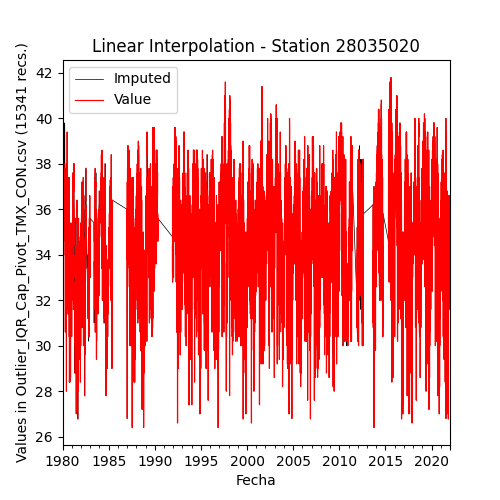 Linear Interpolation - Station 28035020
Values in Outlier_IQR_Cap_Pivot_TMX_CON.csv (15341 recs.)
Imputed
Value
42
40
38
36
34
32
30
28
26
1980 1985 1990 1995 2000 2005 2010 2015 2020
Fecha